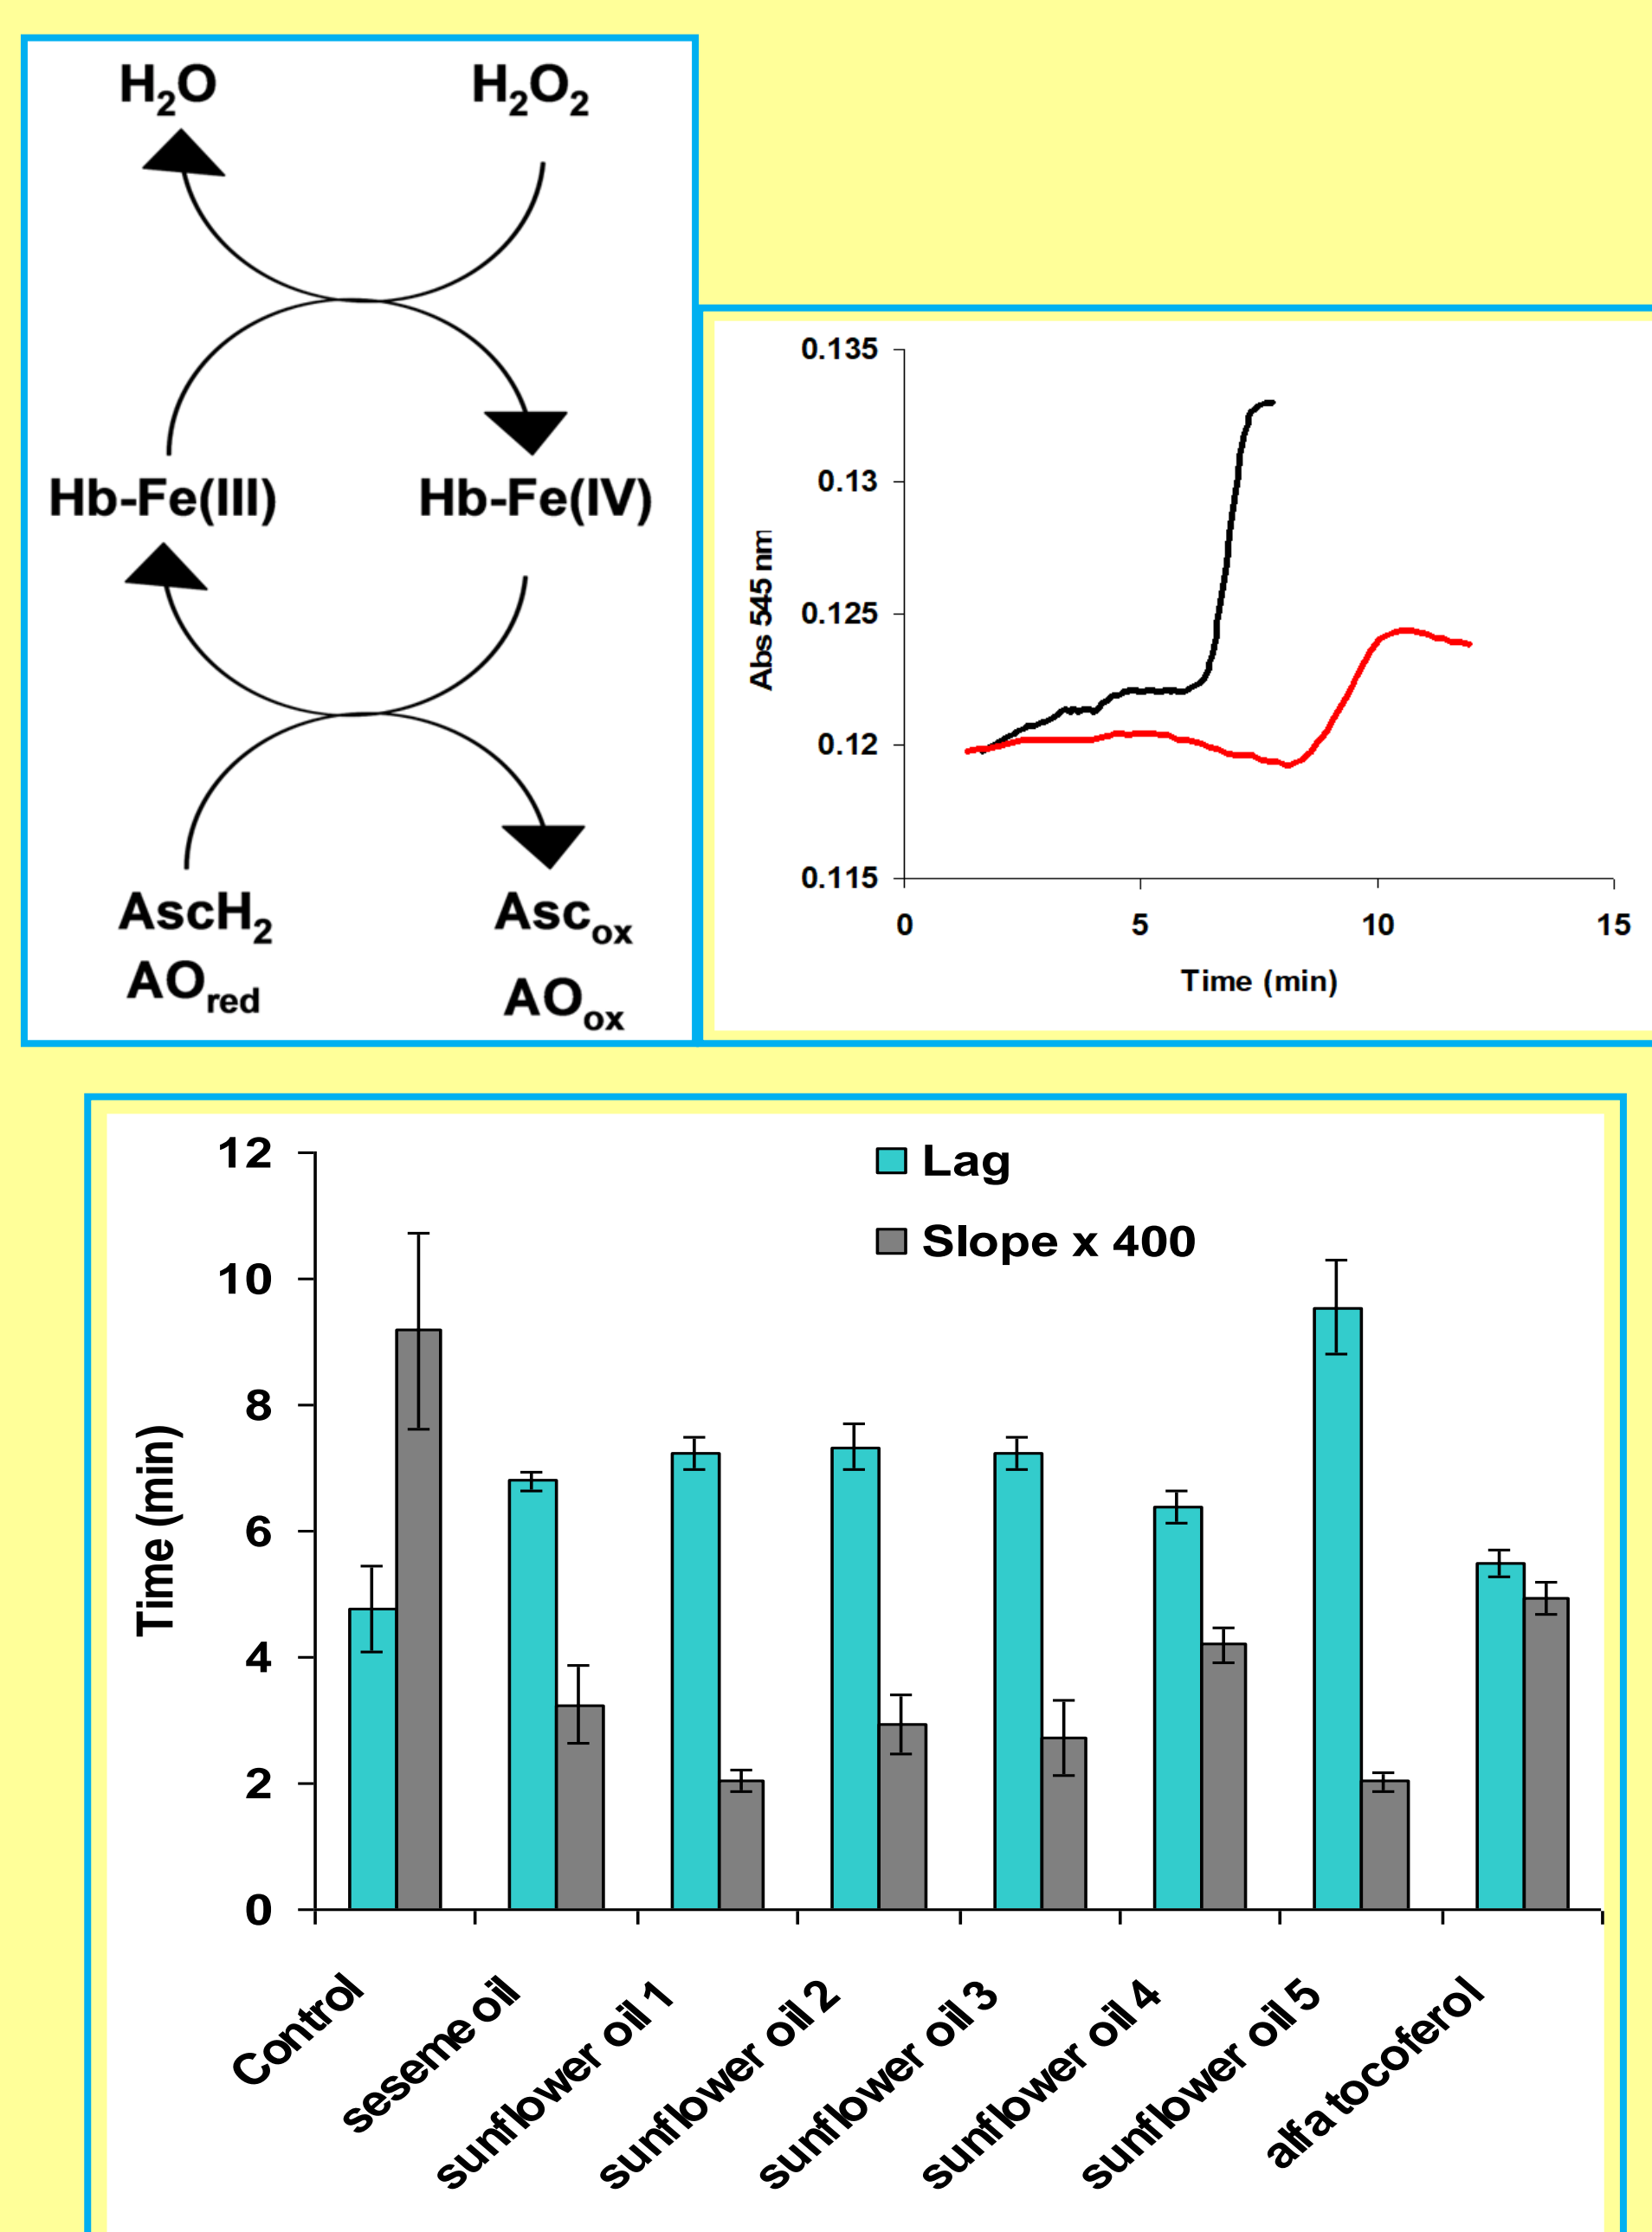 H₂O H₂O₂
Hb-Fe(III) Hb-Fe(IV)
AscH₂ Ascox
AOred AOox
0.135
0.13
0.125
0.12
0.115
Abs 545 nm
0 5 10 15
Time (min)
12
10
8
6
4
2
0
Time (min)
Lag
Slope x 400
Control
seseme oil
sunflower oil 1
sunflower oil 2
sunflower oil 3
sunflower oil 4
sunflower oil 5
alfa tocoferol